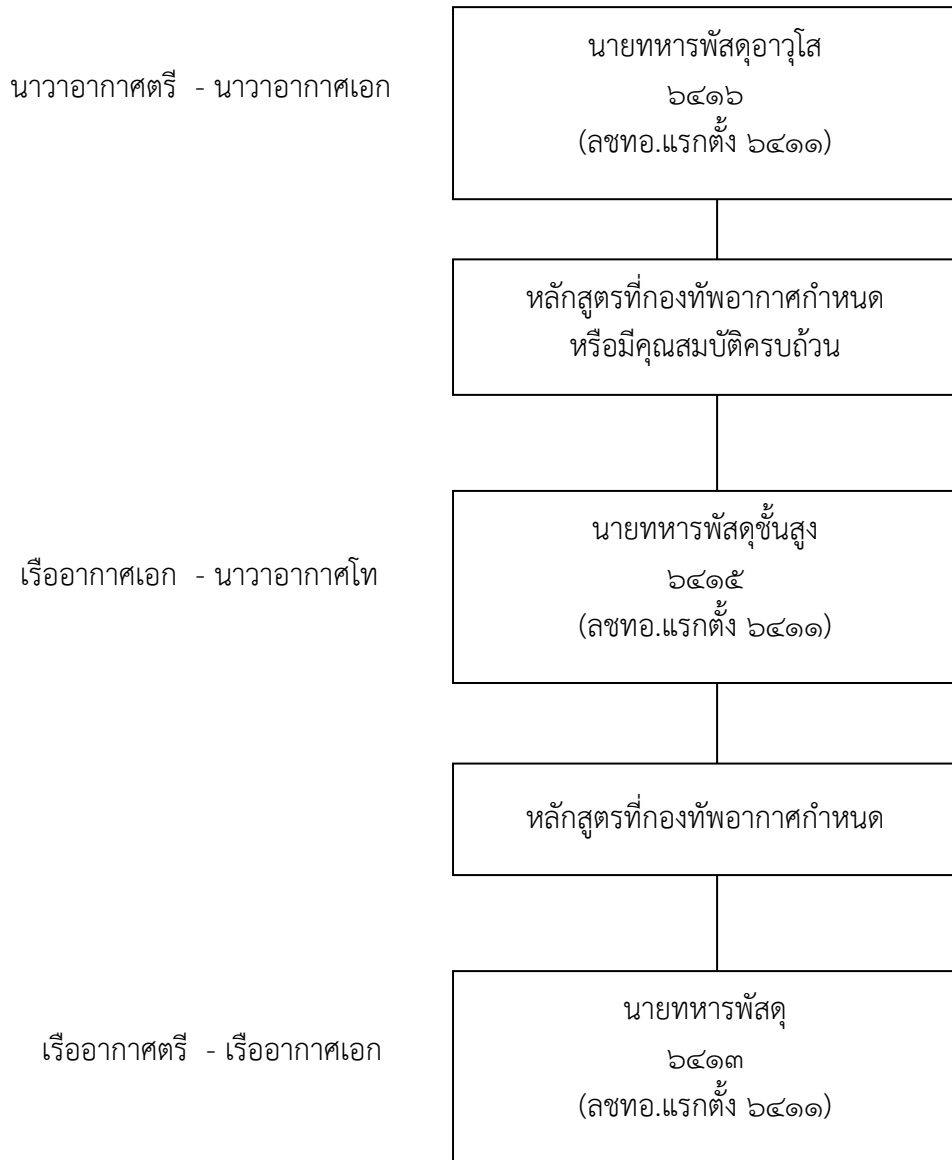 นายทหารพัสดุอาวุโส
นาวาอากาศตรี - นาวาอากาศเอก
๖๔๑๖
(ลชทอ.แรกตั้ง ๖๔๑๑)
หลักสูตรที่กองทัพอากาศกำหนด
หรือมีคุณสมบัติครบถ้วน
นายทหารพัสดุชั้นสูง
เรืออากาศเอก - นาวาอากาศโท
๖๔๑๕
(ลชทอ.แรกตั้ง ๖๔๑๑)
หลักสูตรที่กองทัพอากาศกำหนด
นายทหารพัสดุ
เรืออากาศตรี - เรืออากาศเอก
๖๔๑๓
(ลชทอ.แรกตั้ง ๖๔๑๑)